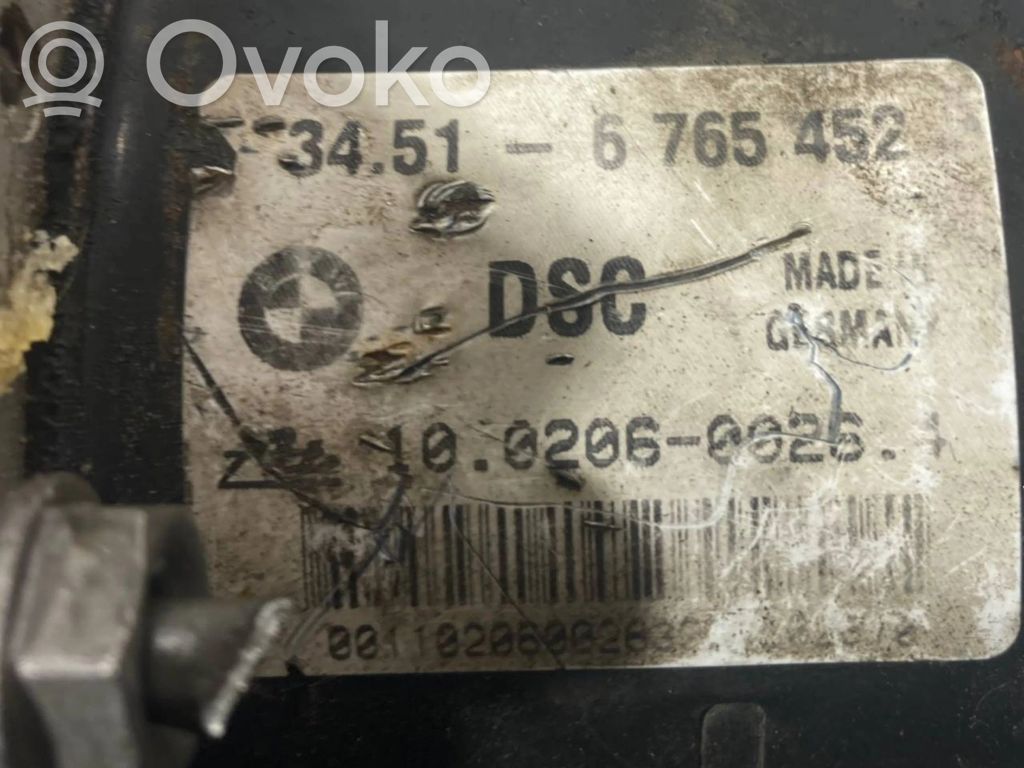 Ovoko
34.51 - 6 765 452
DSC
MADE IN
GERMANY
10.0206-0026.